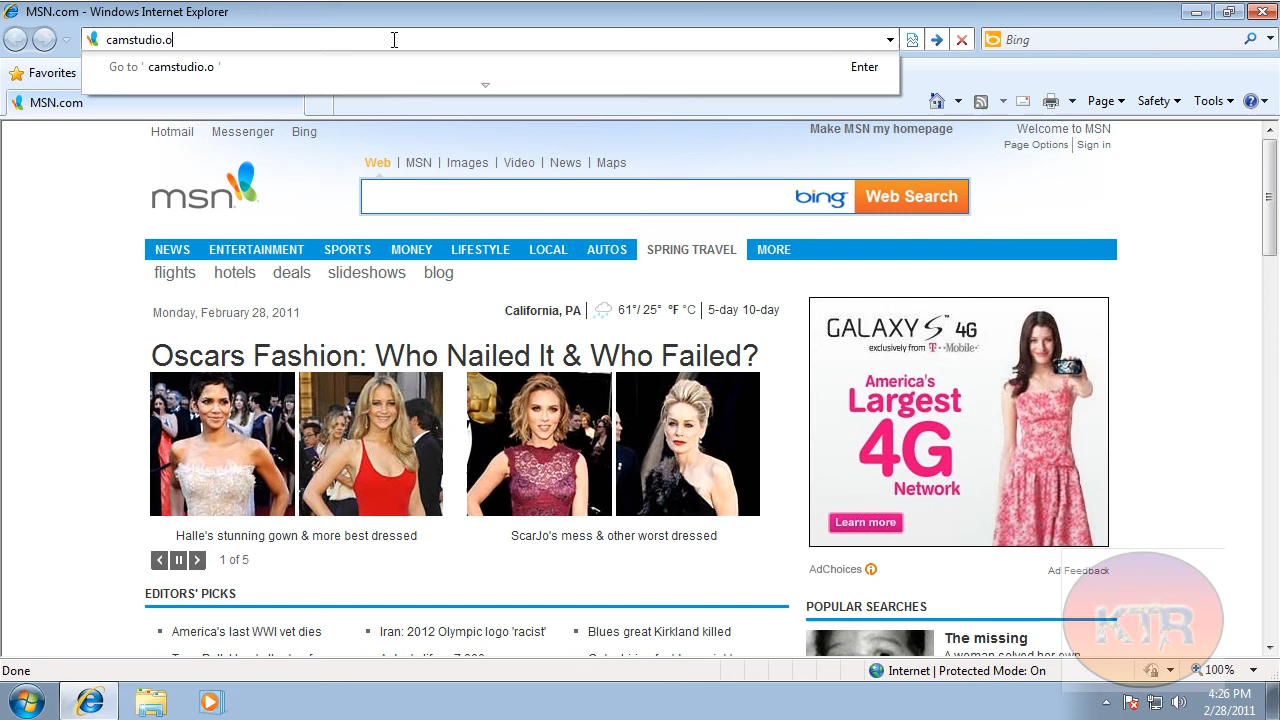 MSN.com - Windows Internet Explorer
camstudio.o
Bing
Go to ' camstudio.o '
Enter
Favorites
MSN.com
Page
Safety
Tools
Hotmail
Messenger
Bing
Make MSN my homepage
Welcome to MSN
Page Options | Sign in
msn
Web | MSN | Images | Video | News | Maps
bing
Web Search
NEWS
ENTERTAINMENT
SPORTS
MONEY
LIFESTYLE
LOCAL
AUTOS
SPRING TRAVEL
MORE
flights
hotels
deals
slideshows
blog
Monday, February 28, 2011
California, PA
61°/ 25° °F °C
5-day 10-day
Oscars Fashion: Who Nailed It & Who Failed?
Halle's stunning gown & more best dressed
ScarJo's mess & other worst dressed
1 of 5
GALAXY S™ 4G
exclusively from T··Mobile·
America's
Largest
4G
Network
Learn more
AdChoices
Ad Feedback
EDITORS' PICKS
America's last WWI vet dies
Iran: 2012 Olympic logo 'racist'
Blues great Kirkland killed
POPULAR SEARCHES
The missing
A woman solved her own
KTR
Done
Internet | Protected Mode: On
100%
4:26 PM
2/28/2011